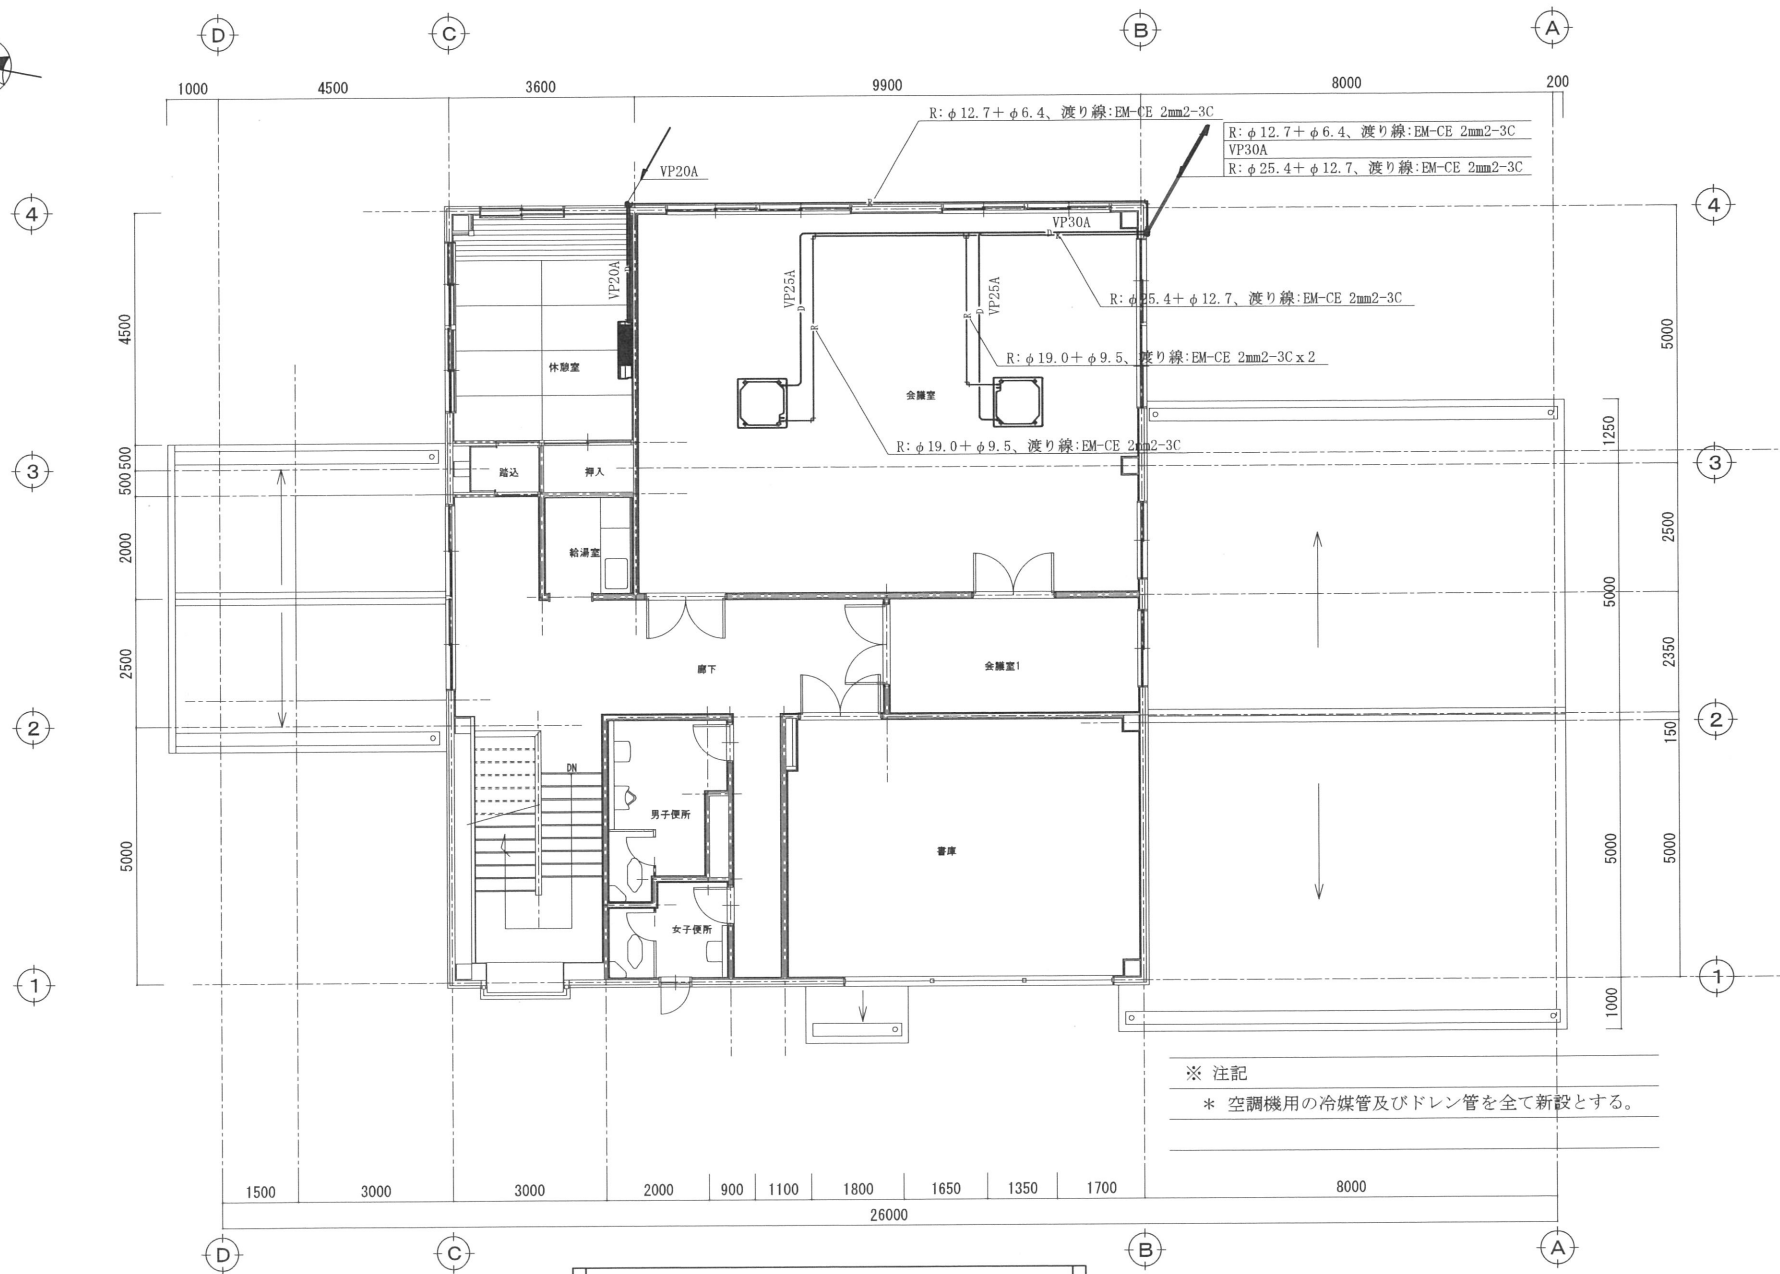 D
C
B
A
1000
4500
3600
9900
8000
200
R:φ12.7+φ6.4、渡り線:EM-CE 2mm2-3C
R:φ12.7+φ6.4、渡り線:EM-CE 2mm2-3C
VP30A
R:φ25.4+φ12.7、渡り線:EM-CE 2mm2-3C
VP20A
4
R
4
VP30A
D
VP20A
D
VP25A
D
R
VP25A
R
D
R:φ25.4+φ12.7、渡り線:EM-CE 2mm2-3C
4500
5000
R:φ19.0+φ9.5、渡り線:EM-CE 2mm2-3Cx2
休憩室
会議室
1250
R:φ19.0+φ9.5、渡り線:EM-CE 2mm2-3C
3
500
500
踏込
押入
3
2000
給湯室
2500
5000
2500
廊下
会議室1
2350
2
2
150
DN
男子便所
5000
書庫
5000
5000
女子便所
1
1
1000
※ 注記
* 空調機用の冷媒管及びドレン管を全て新設とする。
1500
3000
3000
2000
900
1100
1800
1650
1350
1700
8000
26000
D
C
B
A